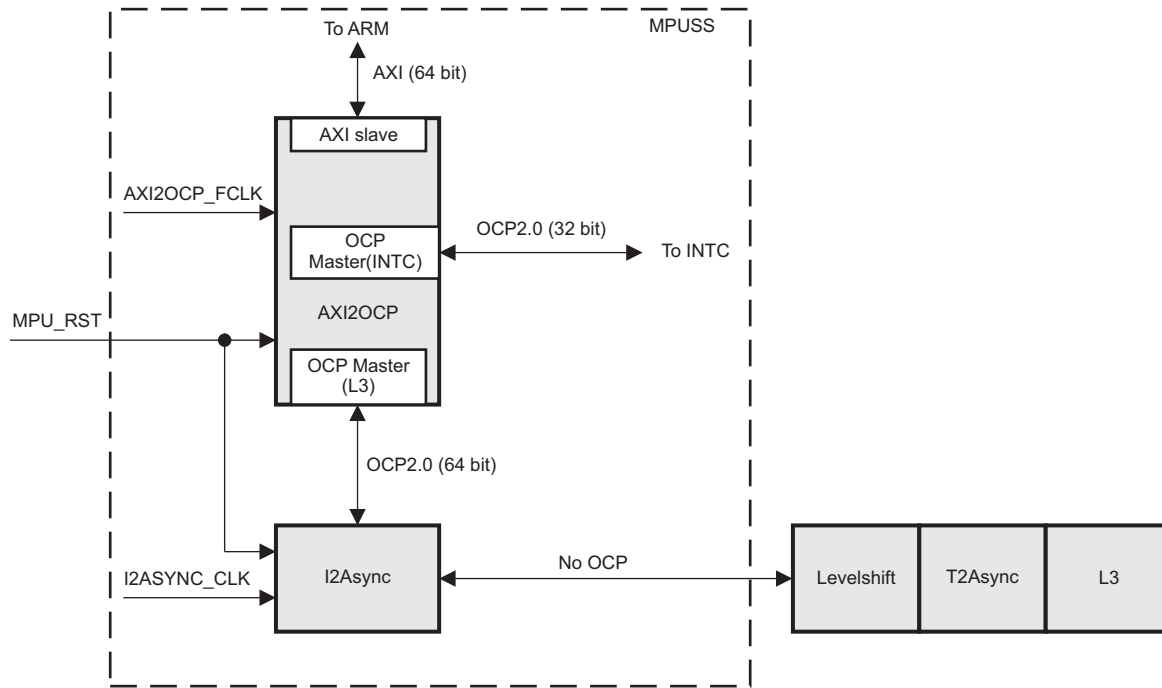 To ARM
MPUSS
AXI (64 bit)
AXI slave
AXI2OCP_FCLK
OCP
Master(INTC)
OCP2.0 (32 bit)
To INTC
AXI2OCP
MPU_RST
OCP Master
(L3)
OCP2.0 (64 bit)
I2ASYNC_CLK
I2Async
No OCP
Levelshift
T2Async
L3